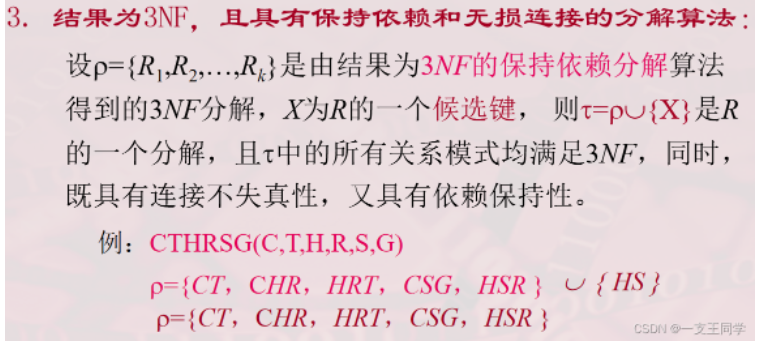 3. 结果为3NF，且具有保持依赖和无损连接的分解算法：
设ρ={R1,R2,…,Rk}是由结果为3NF的保持依赖分解算法
得到的3NF分解，X为R的一个候选键， 则τ=ρ∪{X}是R
的一个分解，且τ中的所有关系模式均满足3NF，同时，
既具有连接不失真性，又具有依赖保持性。
例：CTHRSG(C,T,H,R,S,G)
ρ={CT，CHR，HRT，CSG，HSR } ∪ { HS }
ρ={CT，CHR，HRT，CSG，HSR }
CSDN @一支王同学